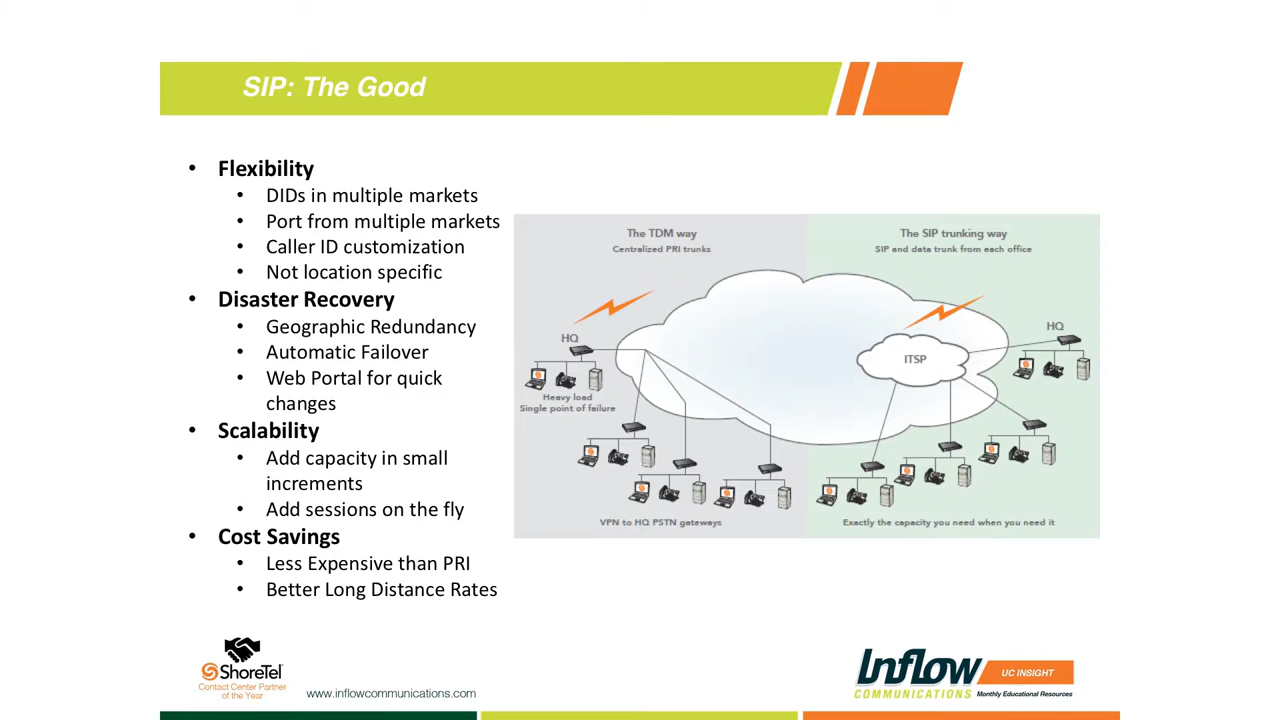 SIP: The Good
• Flexibility
• DIDs in multiple markets
• Port from multiple markets
• Caller ID customization
• Not location specific
• Disaster Recovery
• Geographic Redundancy
• Automatic Failover
• Web Portal for quick
changes
• Scalability
• Add capacity in small
increments
• Add sessions on the fly
• Cost Savings
• Less Expensive than PRI
• Better Long Distance Rates
The TDM way
Centralized PRI trunks
HQ
Heavy load
Single point of failure
VPN to HQ PSTN gateways
The SIP trunking way
SIP and data trunk from each office
ITSP
HQ
Exactly the capacity you need when you need it
ShoreTel
Contact Center Partner
of the Year
www.inflowcommunications.com
Inflow
COMMUNICATIONS
UC INSIGHT
Monthly Educational Resources